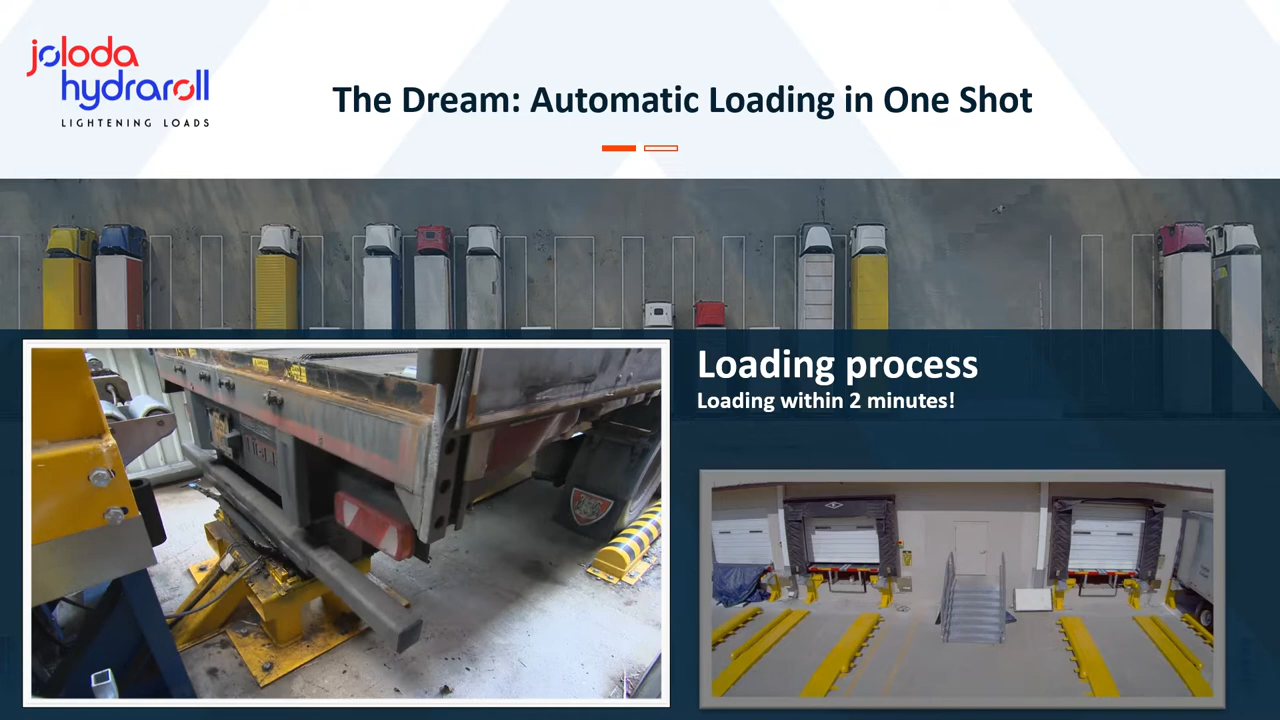 joloda
hydraroll
LIGHTENING LOADS
The Dream: Automatic Loading in One Shot
Loading process
Loading within 2 minutes!